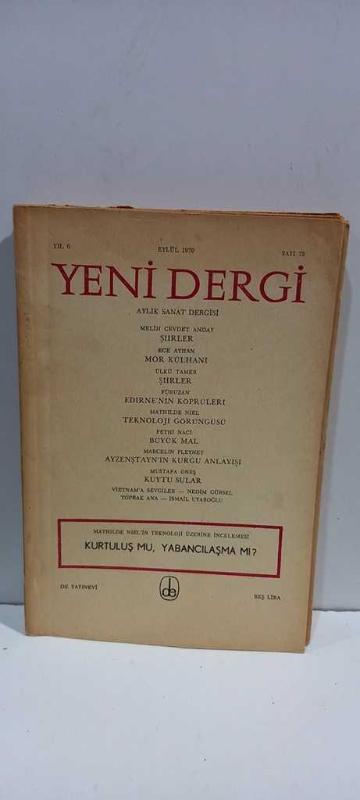 YIL 6 EYLÜL 1970 SAYI 72
YENİ DERGİ
AYLIK SANAT DERGİSİ
MELİH CEVDET ANDAY
ŞİİRLER
ECE AYHAN
MOR KÜLHANİ
ÜLKÜ TAMER
ŞİİRLER
FÜRUZAN
EDİRNE'NİN KÖPRÜLERİ
MATHILDE NIEL
TEKNOLOJİ GÖRÜNGÜSÜ
FETHİ NACİ
BÜYÜK MAL
MARCELIN PLEYNET
AYZENŞTAYN'IN KURGU ANLAYIŞI
MUSTAFA ÖNEŞ
KUYTU SULAR
VİETNAM'A SEVGİLER — NEDİM GÜRSEL
TOPRAK ANA — İSMAİL UYAROĞLU
MATHILDE NIEL'İN TEKNOLOJİ ÜZERİNE İNCELEMESİ
KURTULUŞ MU, YABANCILAŞMA MI?
DE YAYINEVİ de BEŞ LİRA